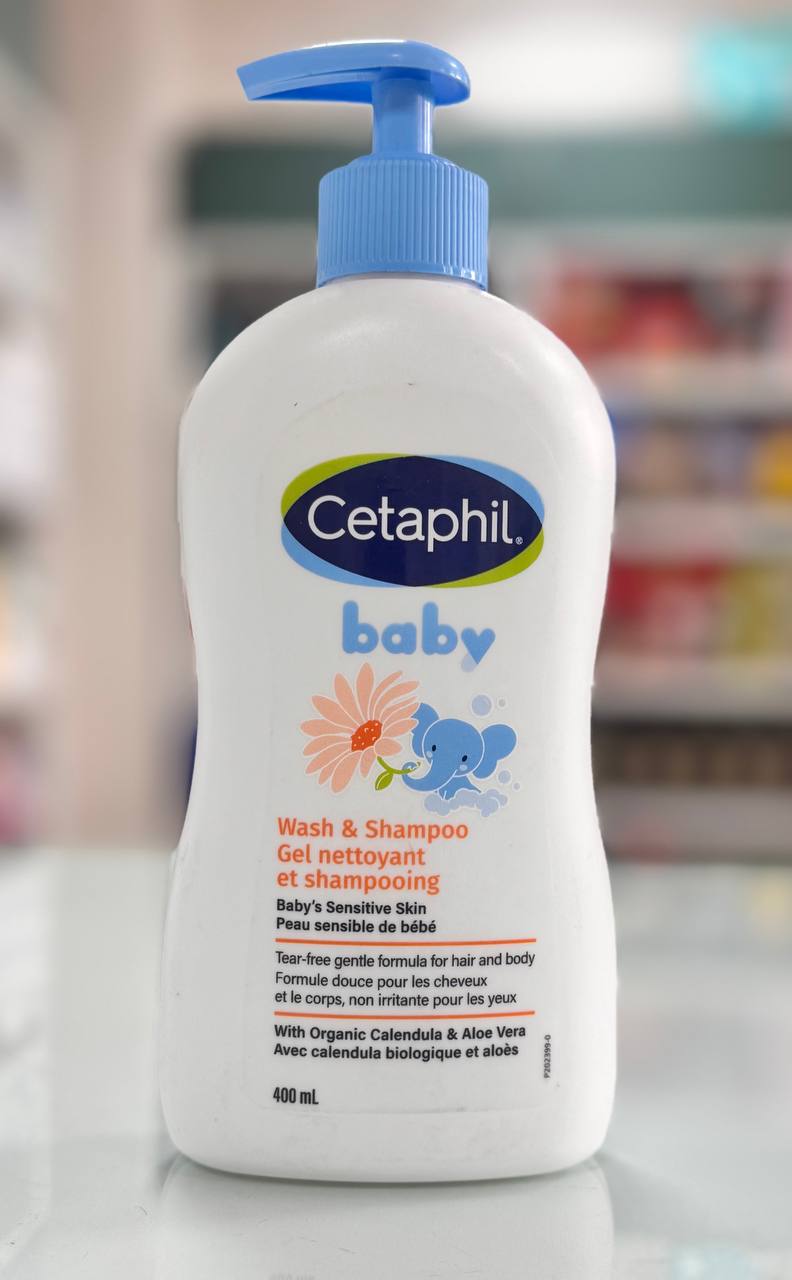 Cetaphil®
baby
Wash & Shampoo
Gel nettoyant
et shampooing
Baby's Sensitive Skin
Peau sensible de bébé
Tear-free gentle formula for hair and body
Formule douce pour les cheveux
et le corps, non irritante pour les yeux
With Organic Calendula & Aloe Vera
Avec calendula biologique et aloès
P202399-0
400 mL